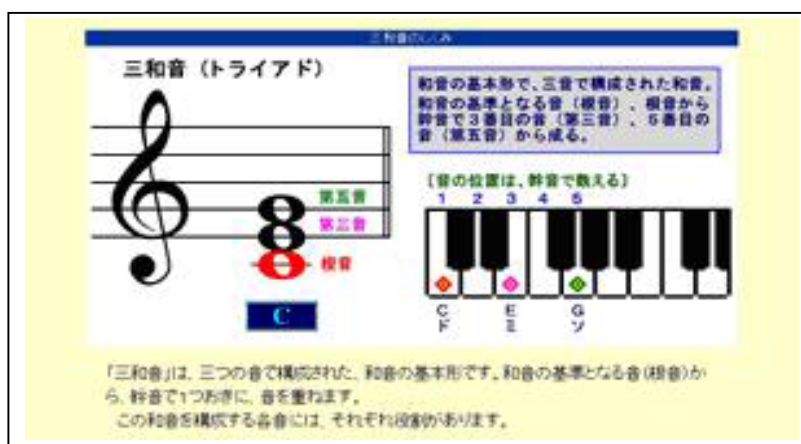 三和音のしくみ
三和音（トライアド）
和音の基本形で、三音で構成された和音。
和音の基準となる音（根音）、根音から
幹音で３番目の音（第三音）、５番目の
音（第五音）から成る。
[音の位置は、幹音で数える]
1 2 3 4 5
第五音
第三音
根音
C
C E G
ド ミ ソ
「三和音」は、三つの音で構成された、和音の基本形です。和音の基準となる音（根音）か
ら、幹音で1つおきに、音を重ねます。
この和音を構成する各音には、それぞれ役割があります。